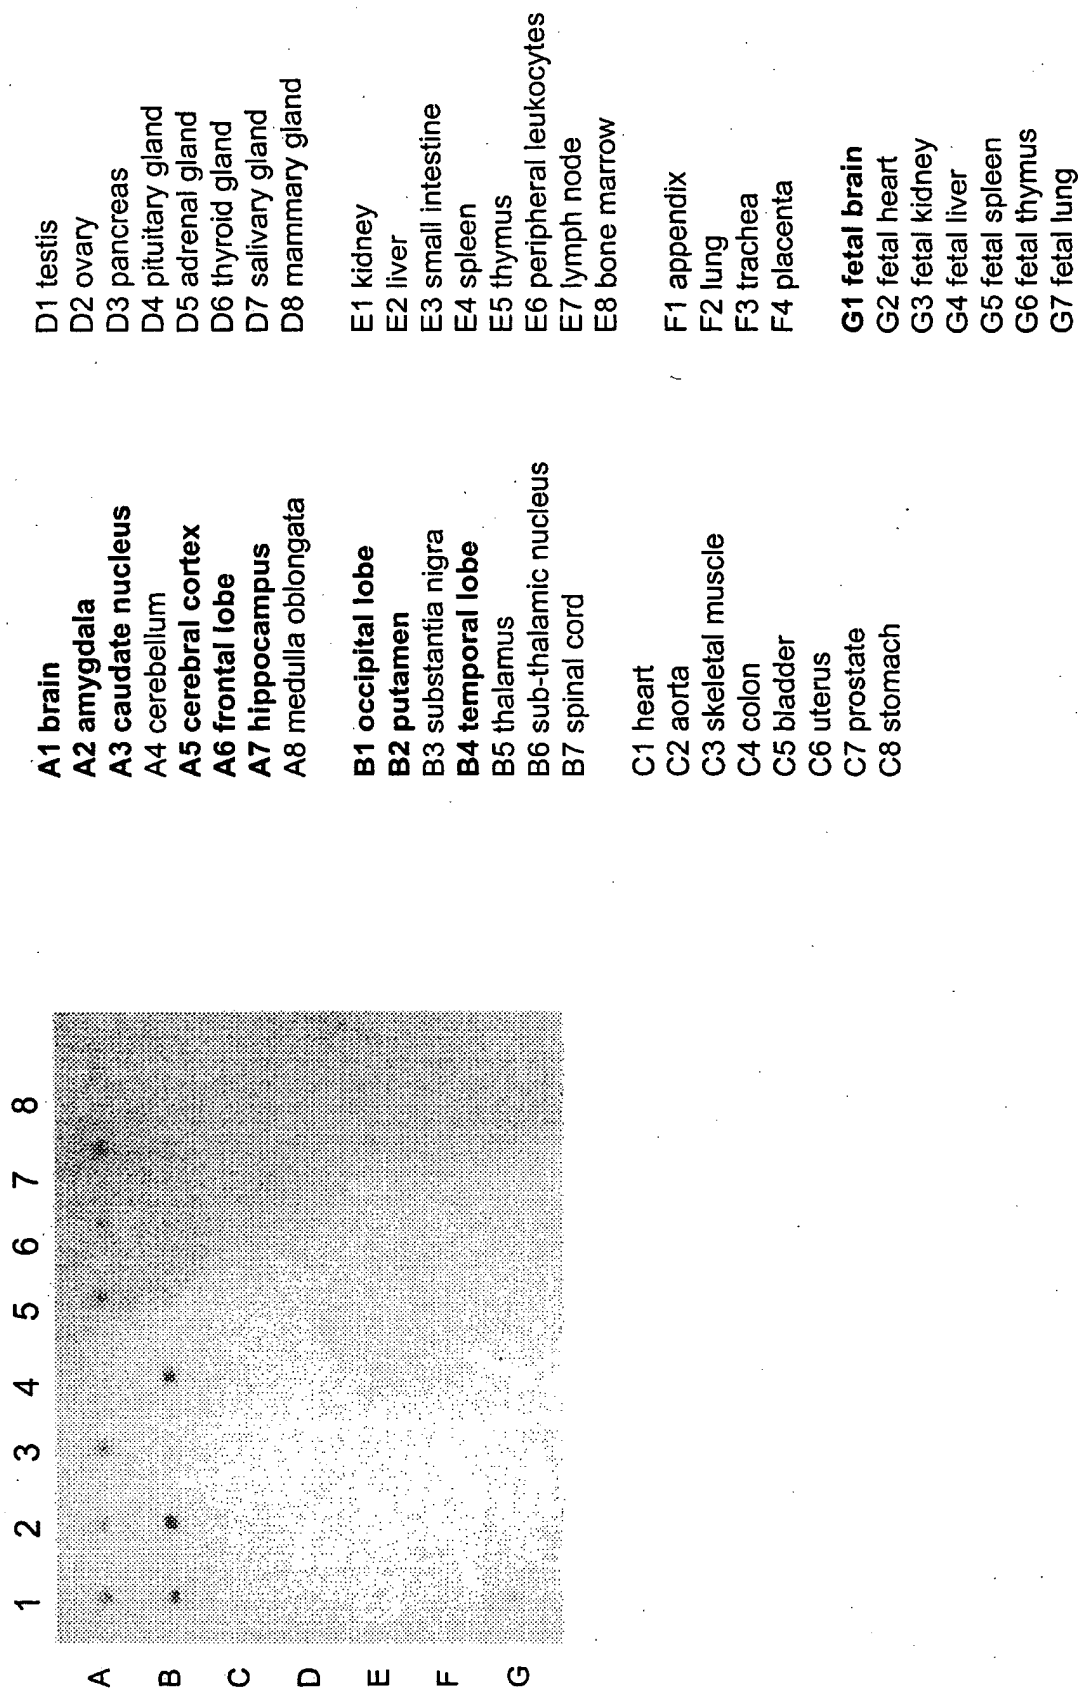 1 2 3 4 5 6 7 8
A
B
C
D
E
F
G
A1 brain
A2 amygdala
A3 caudate nucleus
A4 cerebellum
A5 cerebral cortex
A6 frontal lobe
A7 hippocampus
A8 medulla oblongata
B1 occipital lobe
B2 putamen
B3 substantia nigra
B4 temporal lobe
B5 thalamus
B6 sub-thalamic nucleus
B7 spinal cord
C1 heart
C2 aorta
C3 skeletal muscle
C4 colon
C5 bladder
C6 uterus
C7 prostate
C8 stomach
D1 testis
D2 ovary
D3 pancreas
D4 pituitary gland
D5 adrenal gland
D6 thyroid gland
D7 salivary gland
D8 mammary gland
E1 kidney
E2 liver
E3 small intestine
E4 spleen
E5 thymus
E6 peripheral leukocytes
E7 lymph node
E8 bone marrow
F1 appendix
F2 lung
F3 trachea
F4 placenta
G1 fetal brain
G2 fetal heart
G3 fetal kidney
G4 fetal liver
G5 fetal spleen
G6 fetal thymus
G7 fetal lung